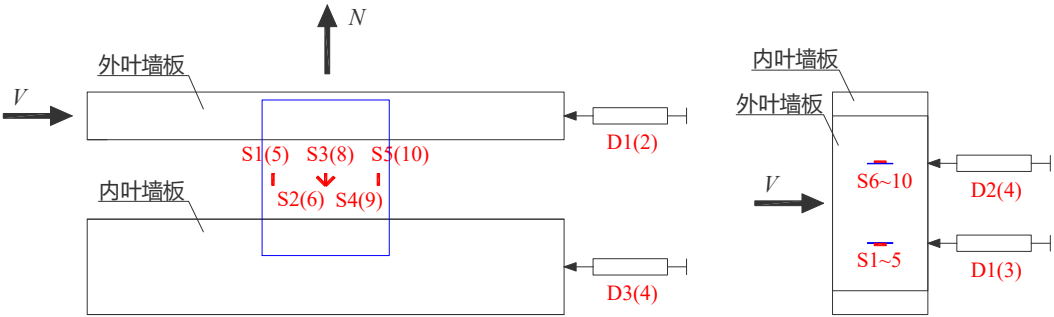 N
外叶墙板
V
D1(2)
S1(5) S3(8) S5(10)
S2(6) S4(9)
内叶墙板
D3(4)
内叶墙板
外叶墙板
S6~10
D2(4)
V
S1~5
D1(3)